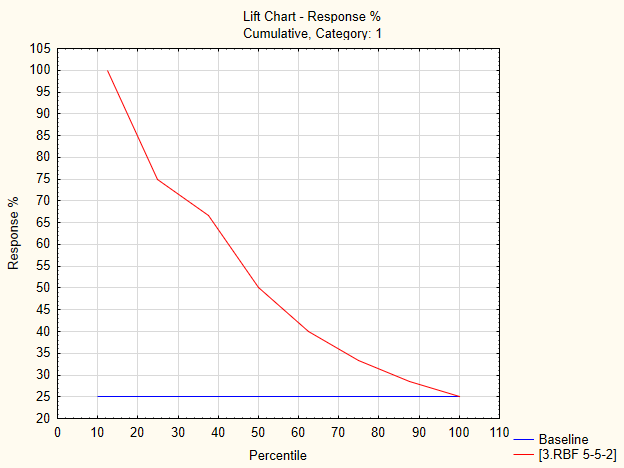 Lift Chart - Response %
Cumulative, Category: 1
105
100
95
90
85
80
75
70
65
60
55
50
45
40
35
30
25
20
Response %
0 10 20 30 40 50 60 70 80 90 100 110
Percentile
Baseline
[3.RBF 5-5-2]